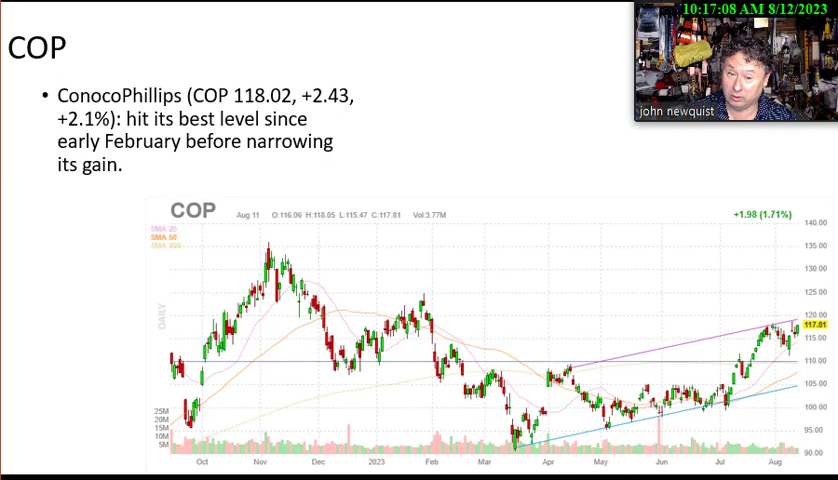 10:17:08 AM 8/12/2023
COP
john newquist
• ConocoPhillips (COP 118.02, +2.43,
+2.1%): hit its best level since
early February before narrowing
its gain.
COP Aug 11 O:116.06 H:118.05 L:115.47 C:117.81 Vol:3.77M +1.98 (1.71%)
SMA 20
SMA 50
SMA 200
DAILY
140.00
135.00
130.00
125.00
120.00
117.81
115.00
110.00
105.00
100.00
95.00
90.00
25M
20M
15M
10M
5M
Oct Nov Dec 2023 Feb Mar Apr May Jun Jul Aug